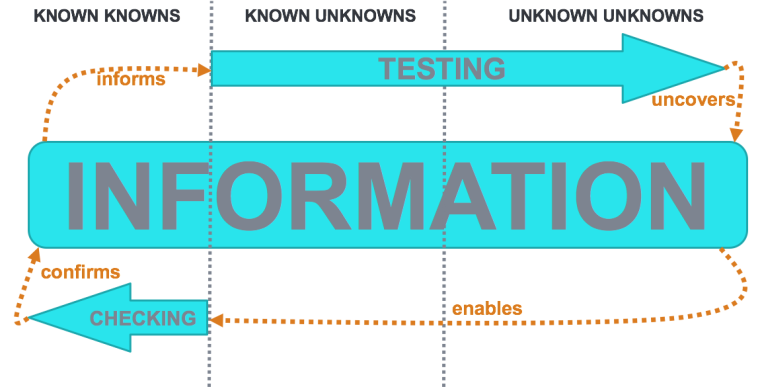 KNOWN KNOWNS
KNOWN UNKNOWNS
UNKNOWN UNKNOWNS
TESTING
informs
uncovers
INFORMATION
confirms
CHECKING
enables